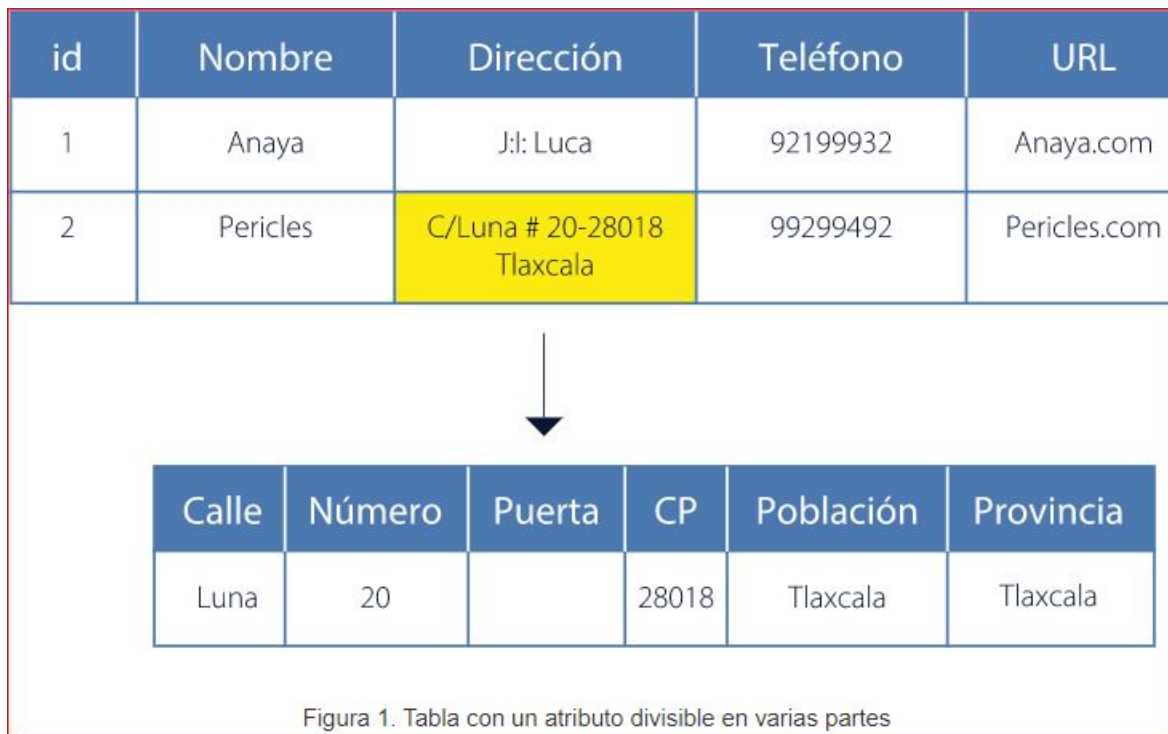 id Nombre Dirección Teléfono URL
1 Anaya J:I: Luca 92199932 Anaya.com
2 Pericles C/Luna # 20-28018 99299492 Pericles.com
Tlaxcala
Calle Número Puerta CP Población Provincia
Luna 20 28018 Tlaxcala Tlaxcala
Figura 1. Tabla con un atributo divisible en varias partes